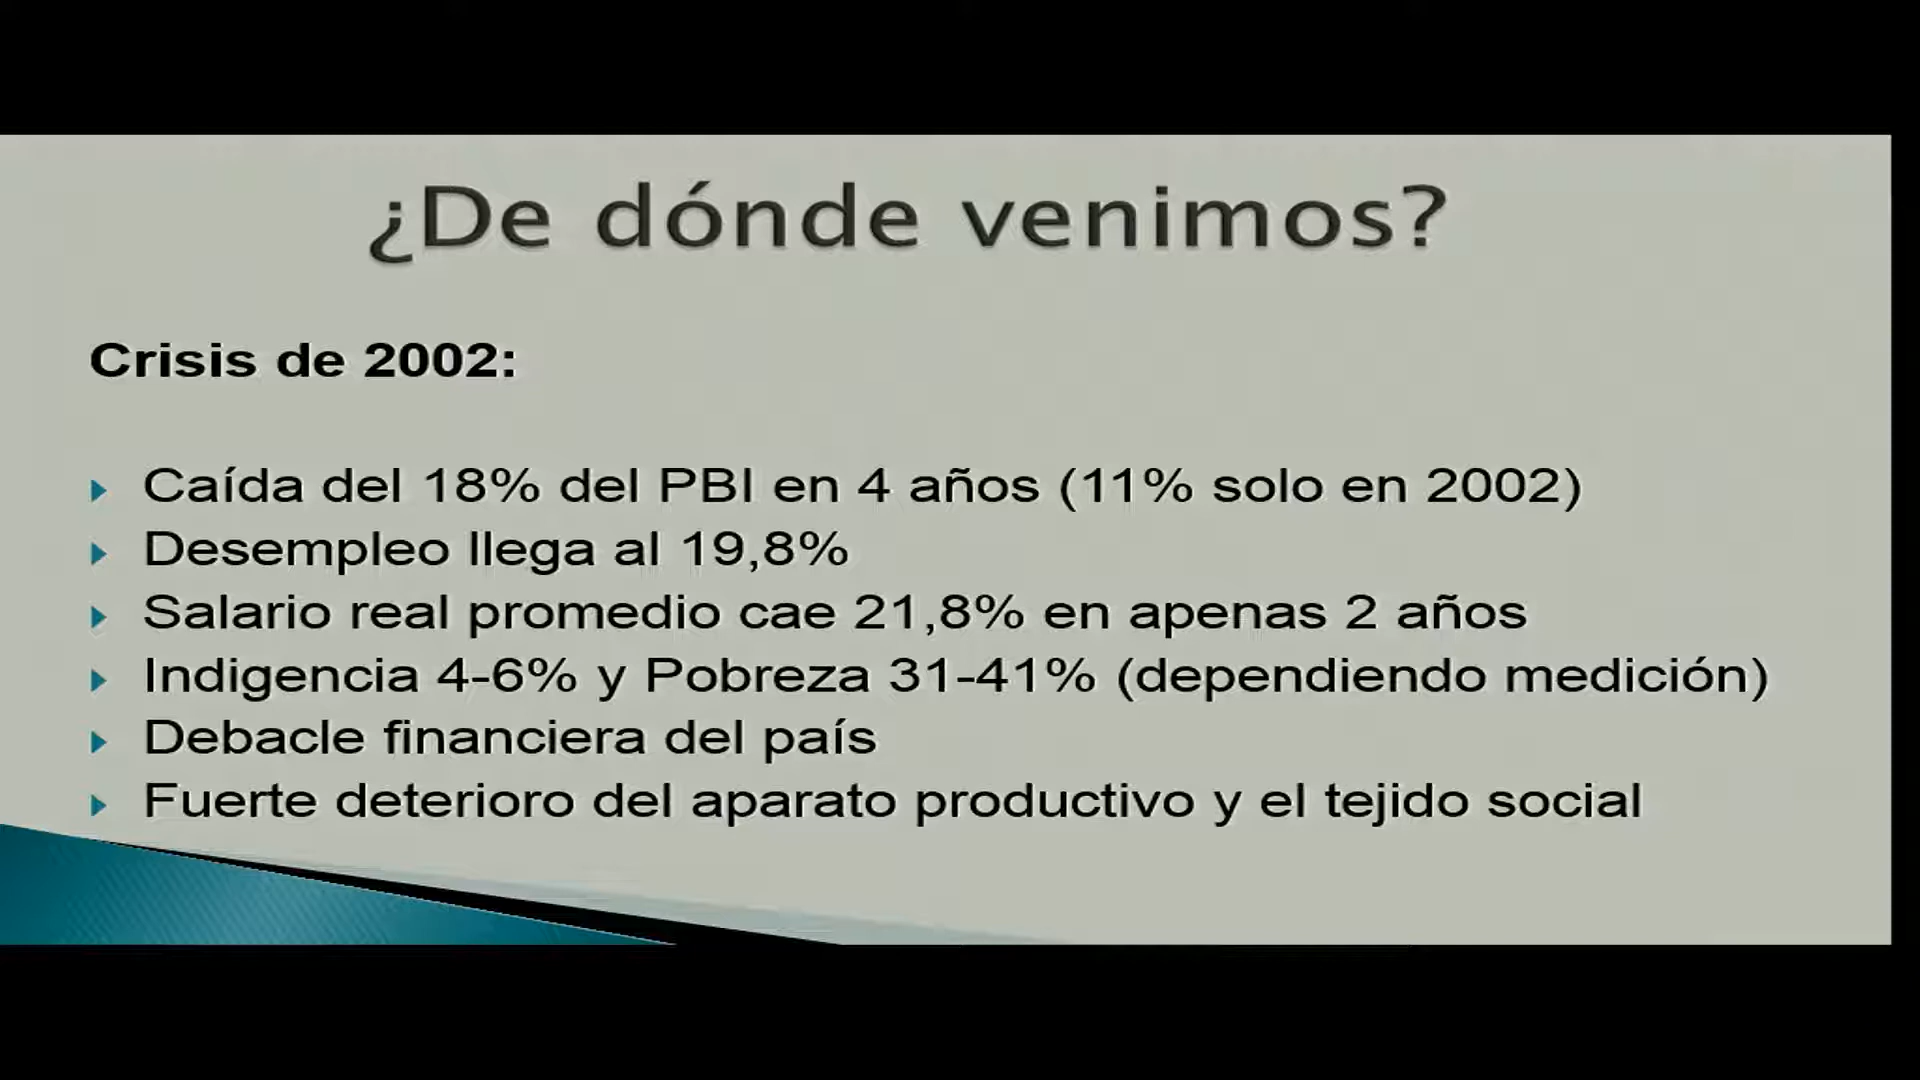 ¿De dónde venimos?
Crisis de 2002:
Caída del 18% del PBI en 4 años (11% solo en 2002)
Desempleo llega al 19,8%
Salario real promedio cae 21,8% en apenas 2 años
Indigencia 4-6% y Pobreza 31-41% (dependiendo medición)
Debacle financiera del país
Fuerte deterioro del aparato productivo y el tejido social